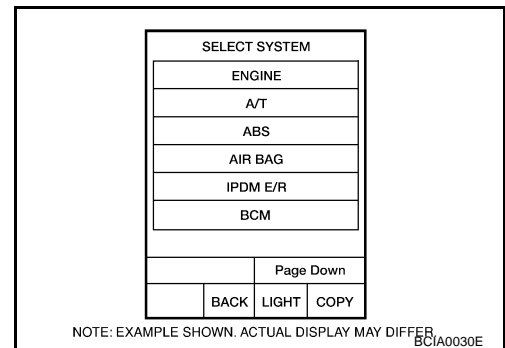 SELECT SYSTEM
ENGINE
A/T
ABS
AIR BAG
IPDM E/R
BCM
Page Down
BACK LIGHT COPY
NOTE: EXAMPLE SHOWN. ACTUAL DISPLAY MAY DIFFER.
BCIA0030E